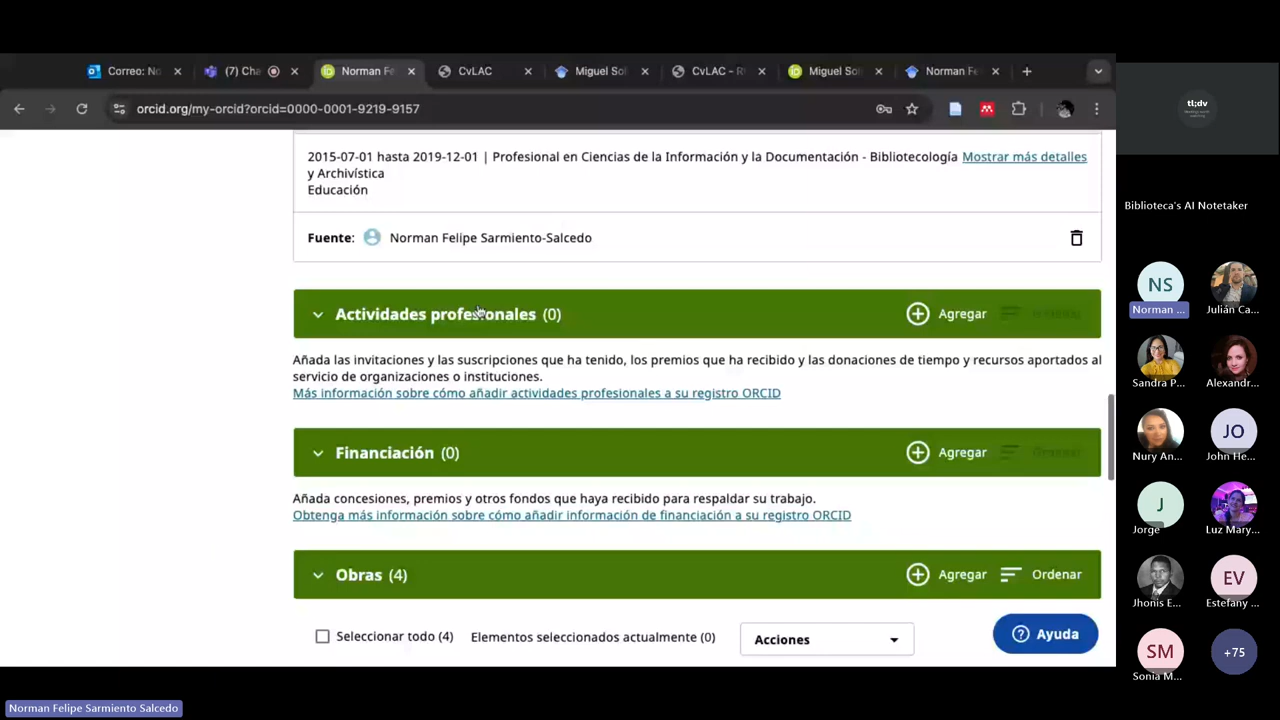 Correo: No
(7) Cha
Norman Fe
CvLAC
Miguel Sol
CvLAC - R
Miguel Sol
Norman Fe
orcid.org/my-orcid?orcid=0000-0001-9219-9157
2015-07-01 hasta 2019-12-01 | Profesional en Ciencias de la Información y la Documentación - Bibliotecología Mostrar más detalles
y Archivística
Educación
Fuente: Norman Felipe Sarmiento-Salcedo
Actividades profesionales (0) Agregar
Añada las invitaciones y las suscripciones que ha tenido, los premios que ha recibido y las donaciones de tiempo y recursos aportados al
servicio de organizaciones o instituciones.
Más información sobre cómo añadir actividades profesionales a su registro ORCID
Financiación (0) Agregar
Añada concesiones, premios y otros fondos que haya recibido para respaldar su trabajo.
Obtenga más información sobre cómo añadir información de financiación a su registro ORCID
Obras (4) Agregar Ordenar
Seleccionar todo (4) Elementos seleccionados actualmente (0) Acciones
Ayuda
tl;dv
Biblioteca's AI Notetaker
NS
Norman ...
Julián Ca...
Sandra P...
Alexandr...
Nury An...
JO
John He...
J
Jorge
Luz Mary...
Jhonis E...
EV
Estefany ...
SM
Sonia M...
+75
Norman Felipe Sarmiento Salcedo